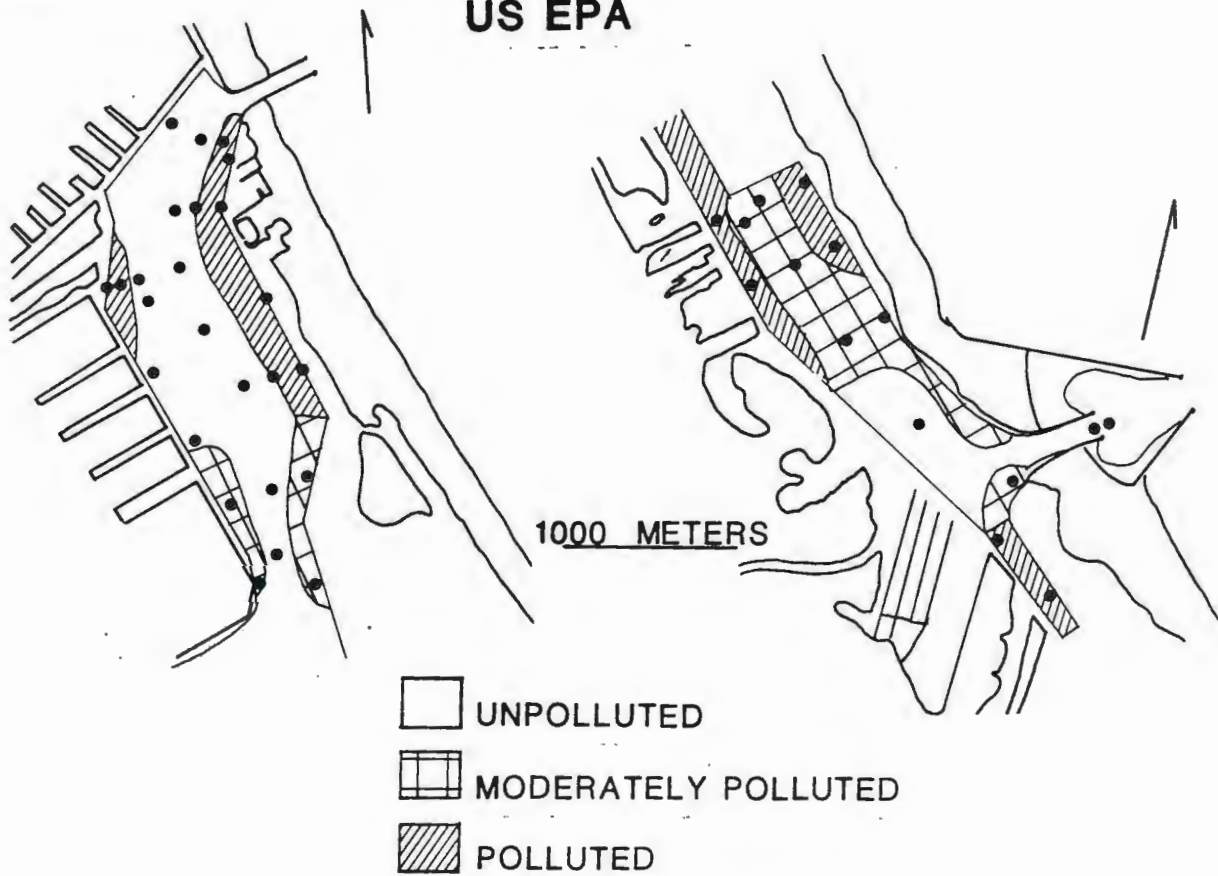 US EPA
1000 METERS
UNPOLLUTED
MODERATELY POLLUTED
POLLUTED